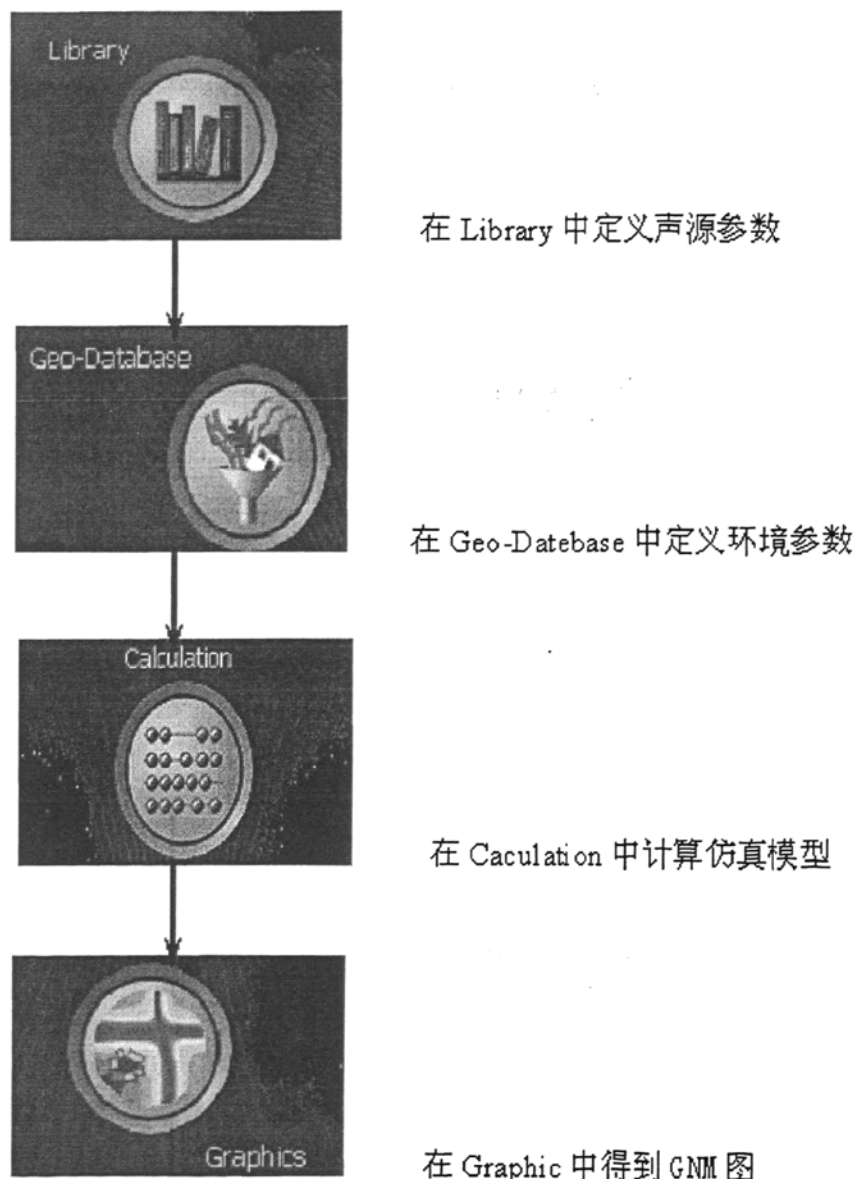 Library
在 Library 中定义声源参数
Geo-Database
在 Geo-Datebase 中定义环境参数
Calculation
在 Caculation 中计算仿真模型
Graphics
在 Graphic 中得到 GNM 图